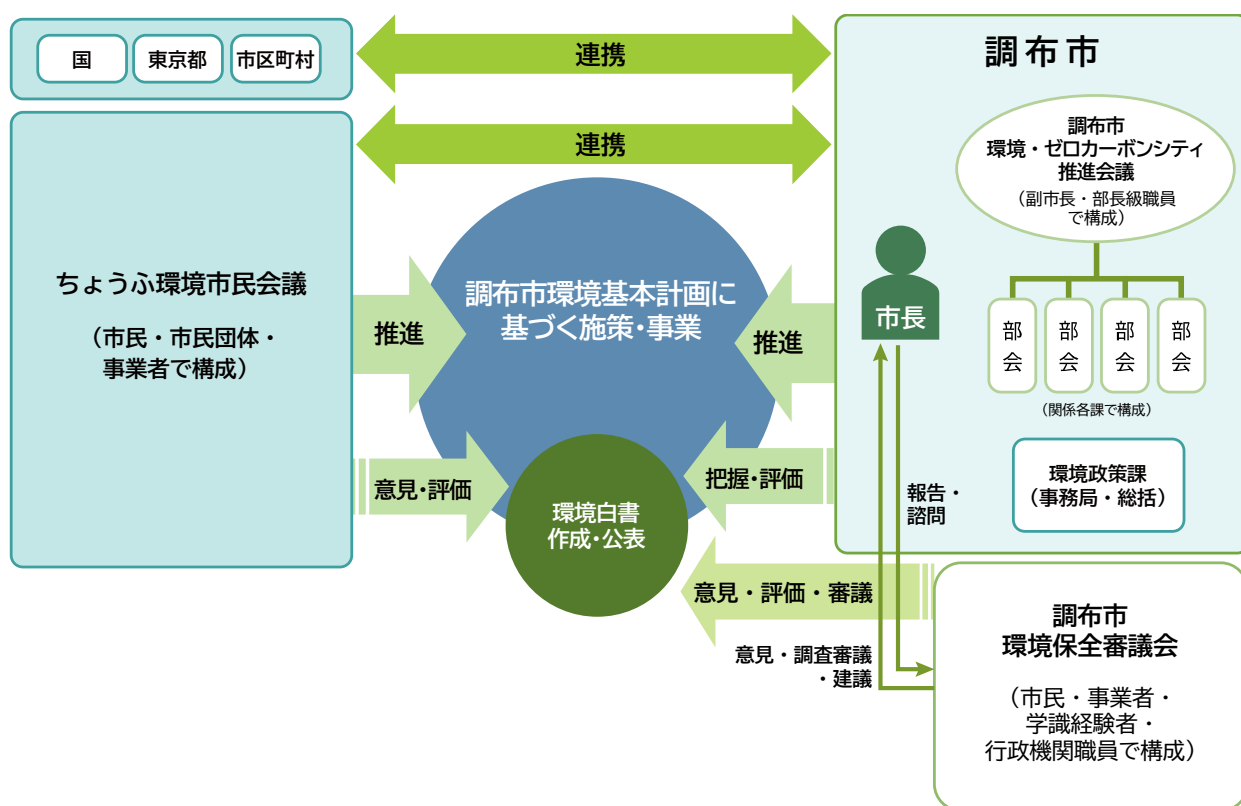 国
東京都
市区町村
連携
調布市
連携
調布市
環境・ゼロカーボンシティ
推進会議
（副市長・部長級職員
で構成）
ちょうふ環境市民会議
（市民・市民団体・
事業者で構成）
推進
調布市環境基本計画に
基づく施策・事業
推進
市長
部会
部会
部会
部会
（関係各課で構成）
意見・評価
把握・評価
環境白書
作成・公表
報告・
諮問
環境政策課
（事務局・総括）
意見・評価・審議
意見・調査審議
・建議
調布市
環境保全審議会
（市民・事業者・
学識経験者・
行政機関職員で構成）